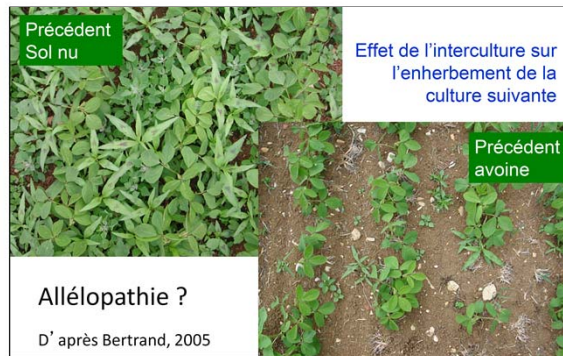 Précédent
Sol nu
Effet de l'interculture sur
l'enherbement de la
culture suivante
Précédent
avoine
Allélopathie ?
D' après Bertrand, 2005